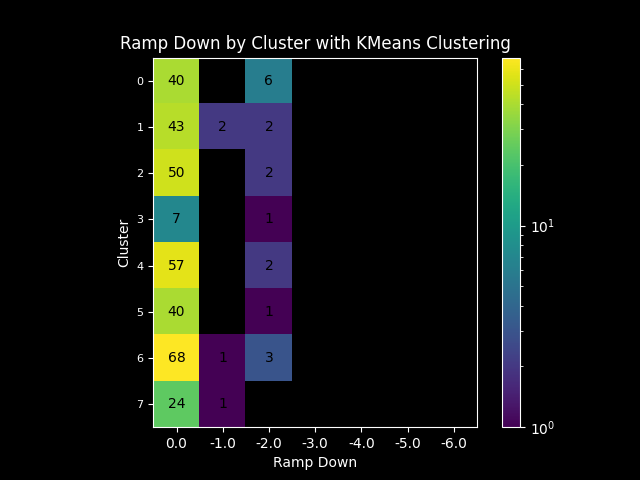 Ramp Down by Cluster with KMeans Clustering
0 40 6
1 43 2 2
2 50 2
3 7 1
4 57 2
5 40 1
6 68 1 3
7 24 1
Cluster
0.0 -1.0 -2.0 -3.0 -4.0 -5.0 -6.0
Ramp Down
10¹
10⁰